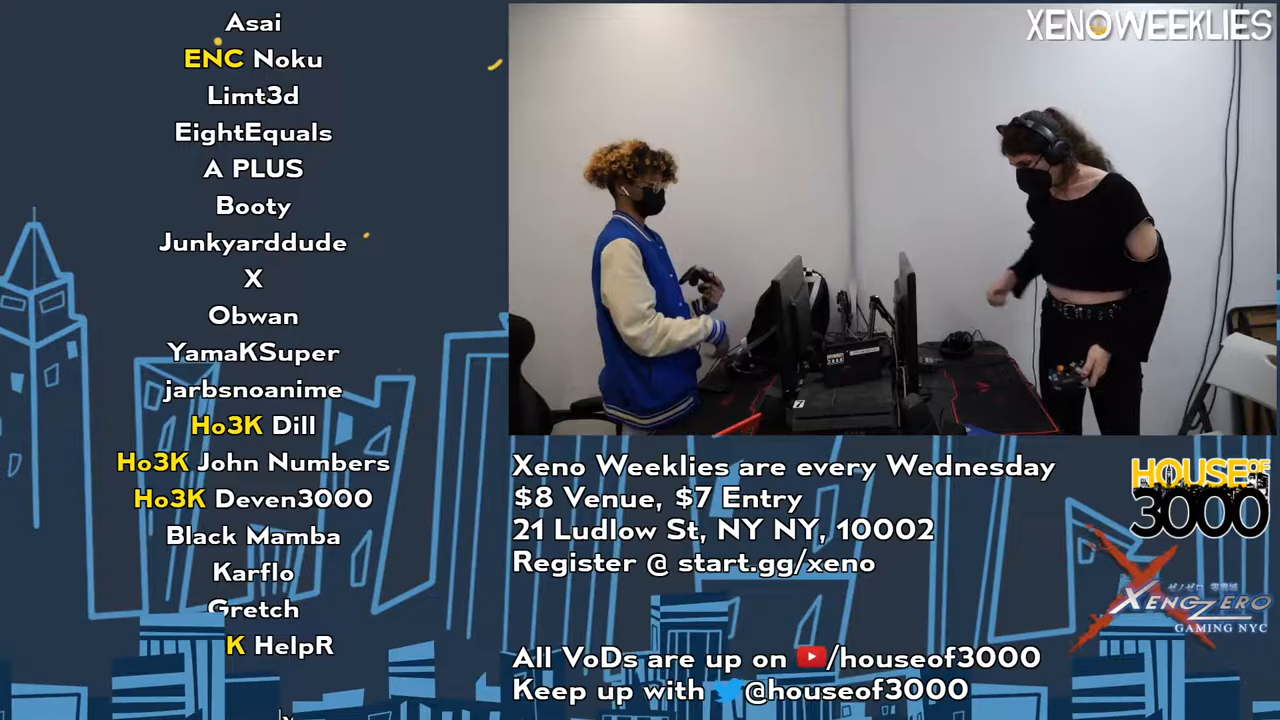 Asai
ENC Noku
Limt3d
EightEquals
A PLUS
Booty
Junkyarddude
X
Obwan
YamaKSuper
jarbsnoanime
Ho3K Dill
Ho3K John Numbers
Ho3K Deven3000
Black Mamba
Karflo
Gretch
K HelpR
XENOWEEKLIES
Xeno Weeklies are every Wednesday
$8 Venue, $7 Entry
21 Ludlow St, NY NY, 10002
Register @ start.gg/xeno
All VoDs are up on /houseof3000
Keep up with @houseof3000
HOUSE OF
3000
XENOZERO
GAMING NYC